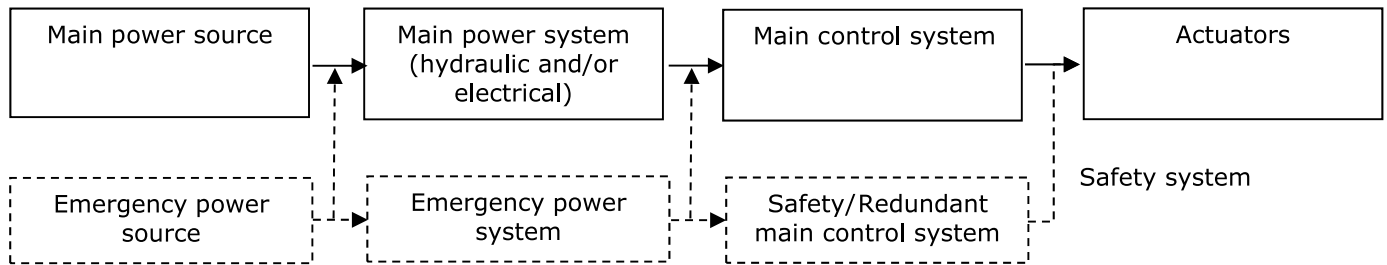 Main power source
Main power system
(hydraulic and/or
electrical)
Main control system
Actuators
Emergency power
source
Emergency power
system
Safety/Redundant
main control system
Safety system